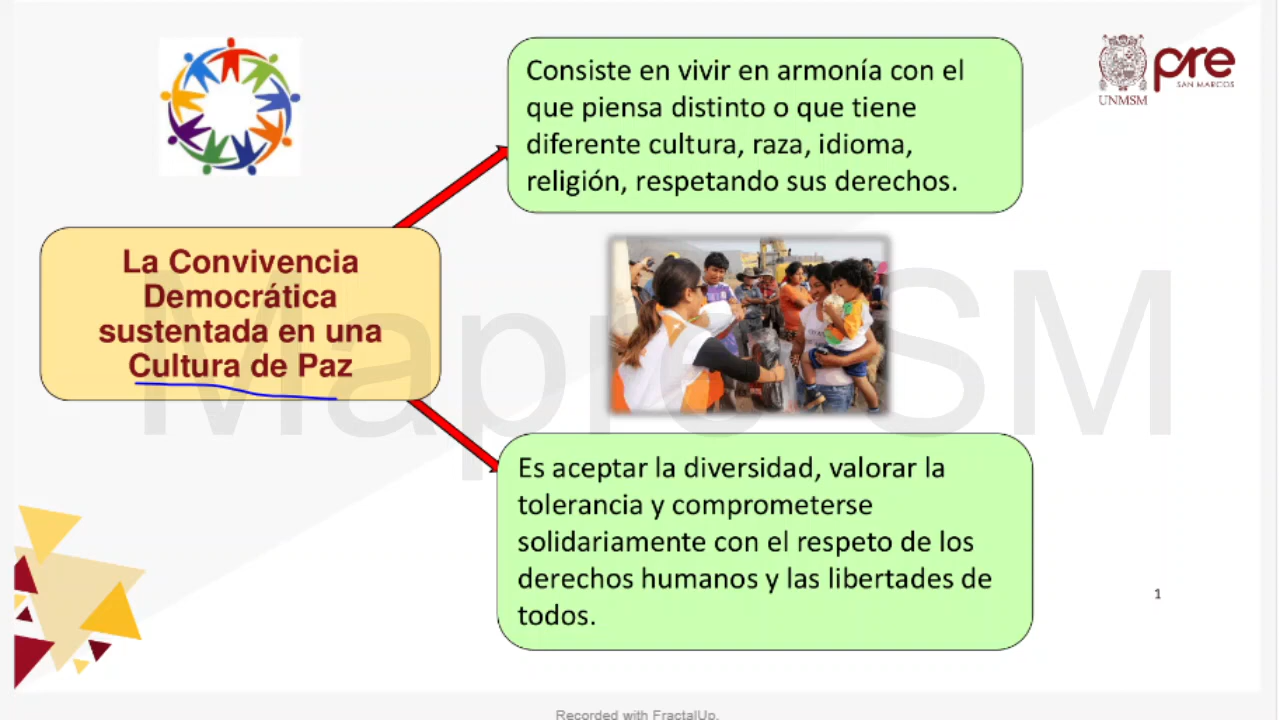 Consiste en vivir en armonía con el
que piensa distinto o que tiene
diferente cultura, raza, idioma,
religión, respetando sus derechos.
UNMSM
pre
SAN MARCOS
La Convivencia
Democrática
sustentada en una
Cultura de Paz
Mapre SM
Es aceptar la diversidad, valorar la
tolerancia y comprometerse
solidariamente con el respeto de los
derechos humanos y las libertades de
todos.
1
Recorded with FractalUp.